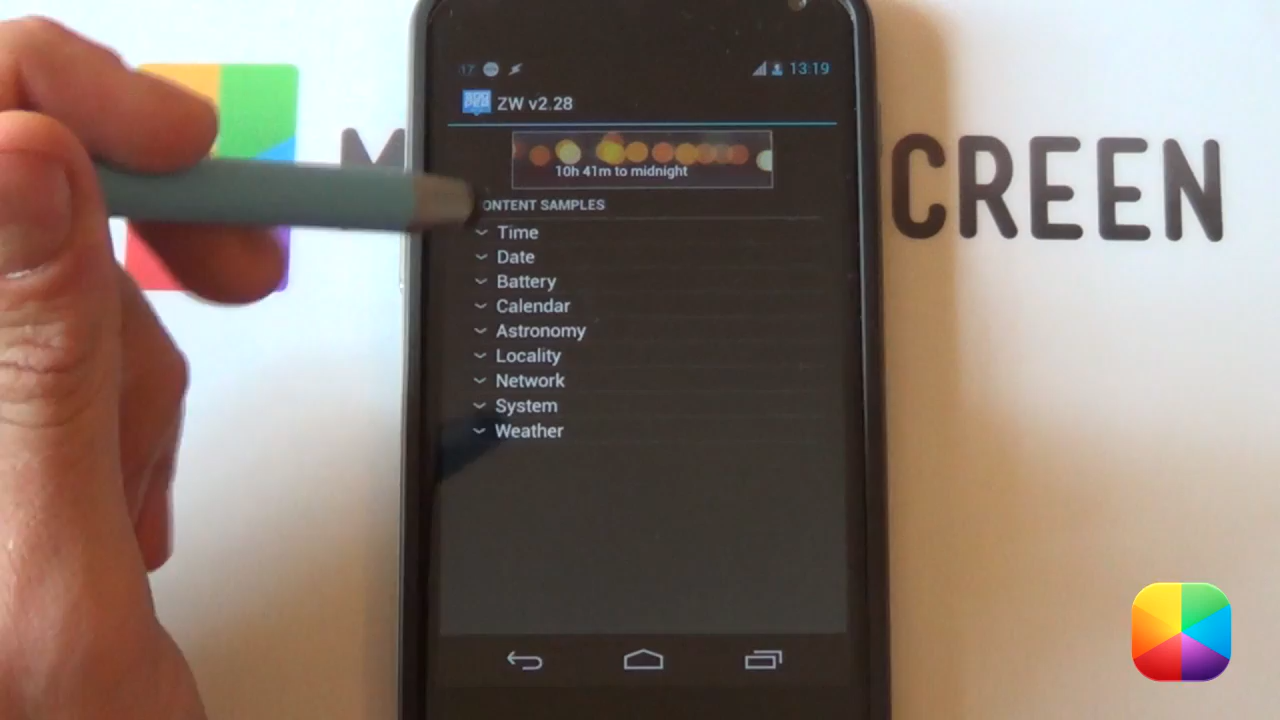 17
13:19
ZW v2.28
10h 41m to midnight
ONTENT SAMPLES
Time
Date
Battery
Calendar
Astronomy
Locality
Network
System
Weather
M CREEN